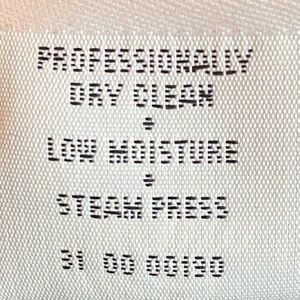 PROFESSIONALLY
DRY CLEAN
•
LOW MOISTURE
•
STEAM PRESS
31 00 00190